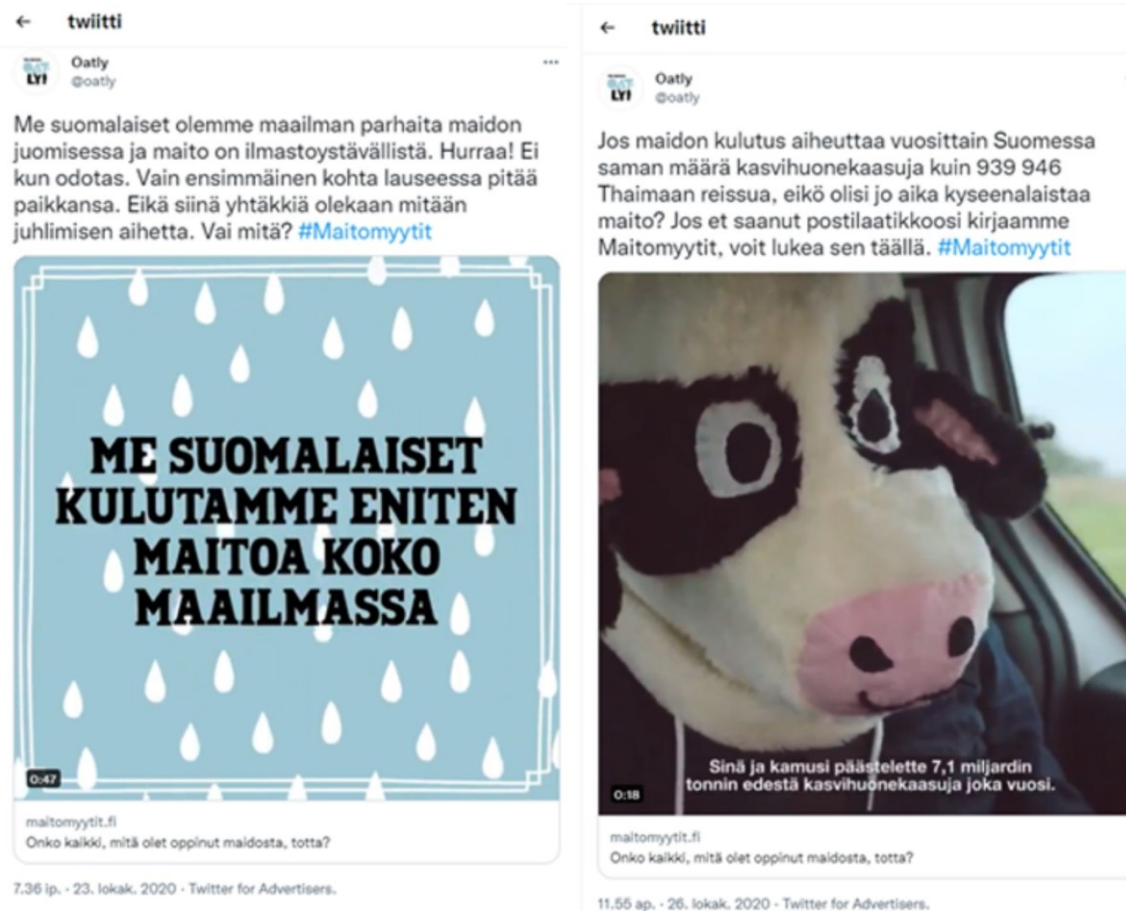 twiitti
Oatly
@oatly
Me suomalaiset olemme maailman parhaita maidon
juomisessa ja maito on ilmastoystävällistä. Hurraa! Ei
kun odotas. Vain ensimmäinen kohta lauseessa pitää
paikkansa. Eikä siinä yhtäkkiä olekaan mitään
juhlimisen aihetta. Vai mitä? #Maitomyytit
ME SUOMALAISET
KULUTAMME ENITEN
MAITOA KOKO
MAAILMASSA
0:47
maitomyytit.fi
Onko kaikki, mitä olet oppinut maidosta, totta?
7.36 ip. · 23. lokak. 2020 · Twitter for Advertisers.
twiitti
Oatly
@oatly
Jos maidon kulutus aiheuttaa vuosittain Suomessa
saman määrä kasvihuonekaasuja kuin 939 946
Thaimaan reissua, eikö olisi jo aika kyseenalaistaa
maito? Jos et saanut postilaatikkoosi kirjaamme
Maitomyytit, voit lukea sen täällä. #Maitomyytit
Sinä ja kamusi päästelette 7,1 miljardin
tonnin edestä kasvihuonekaasuja joka vuosi.
0:18
maitomyytit.fi
Onko kaikki, mitä olet oppinut maidosta, totta?
11.55 ap. · 26. lokak. 2020 · Twitter for Advertisers.